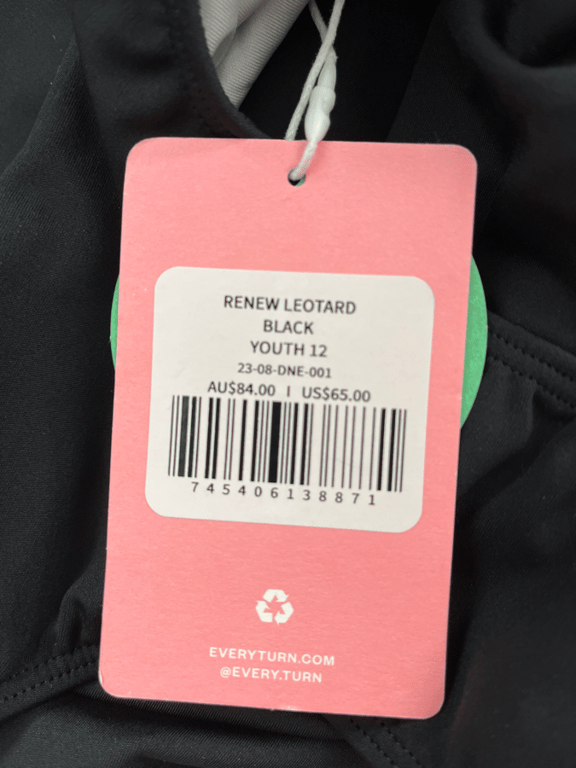 RENEW LEOTARD
BLACK
YOUTH 12
23-08-DNE-001
AU$84.00 | US$65.00
745406138871
EVERYTURN.COM
@EVERY.TURN